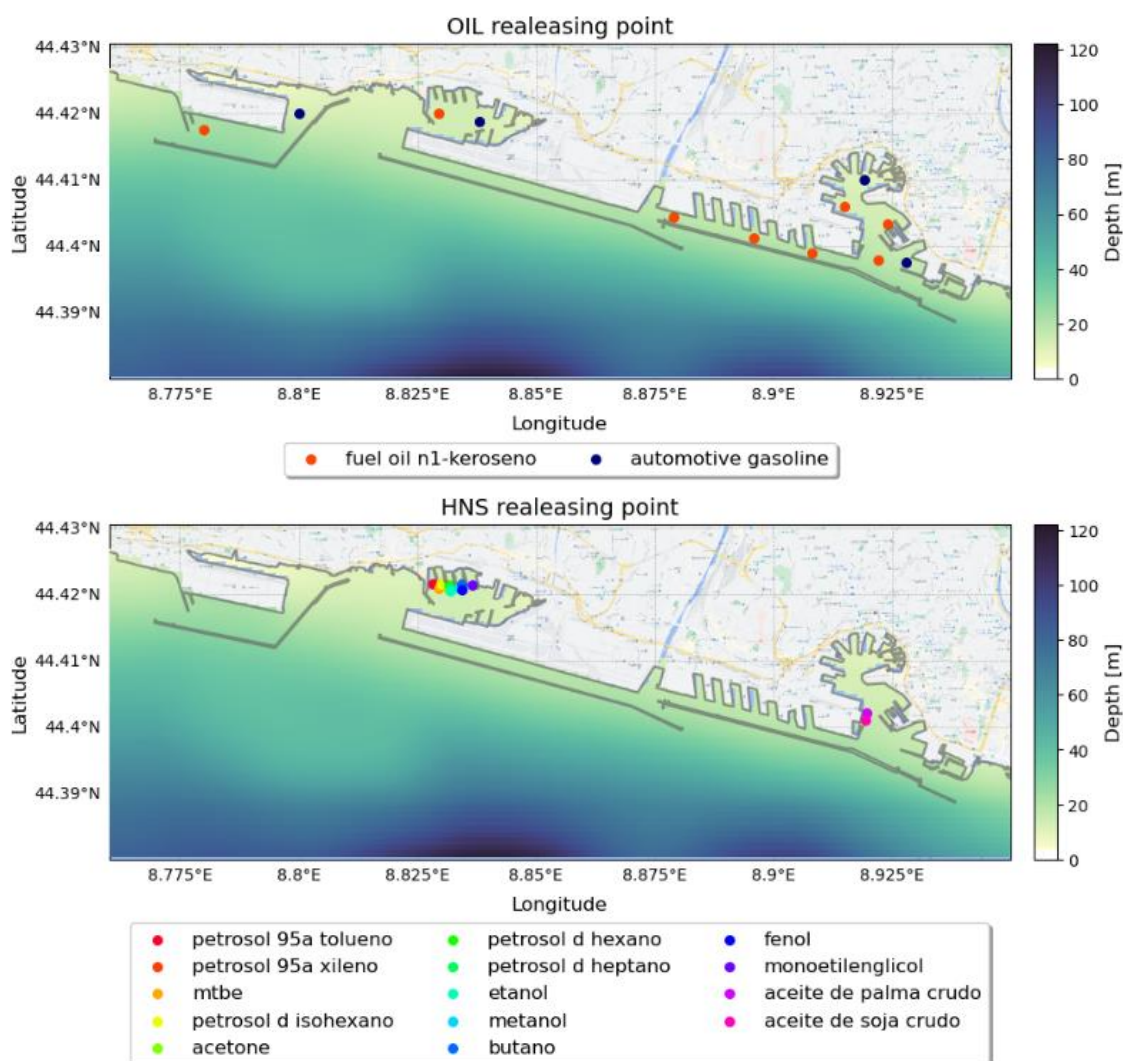 OIL realeasing point
44.43°N
44.42°N
44.41°N
44.4°N
44.39°N
Latitude
8.775°E 8.8°E 8.825°E 8.85°E 8.875°E 8.9°E 8.925°E
Longitude
120
100
80
60
40
20
0
Depth [m]
fuel oil n1-keroseno automotive gasoline
HNS realeasing point
44.43°N
44.42°N
44.41°N
44.4°N
44.39°N
Latitude
8.775°E 8.8°E 8.825°E 8.85°E 8.875°E 8.9°E 8.925°E
Longitude
120
100
80
60
40
20
0
Depth [m]
petrosol 95a tolueno
petrosol 95a xileno
mtbe
petrosol d isohexano
acetone
petrosol d hexano
petrosol d heptano
etanol
metanol
butano
fenol
monoetilenglicol
aceite de palma crudo
aceite de soja crudo